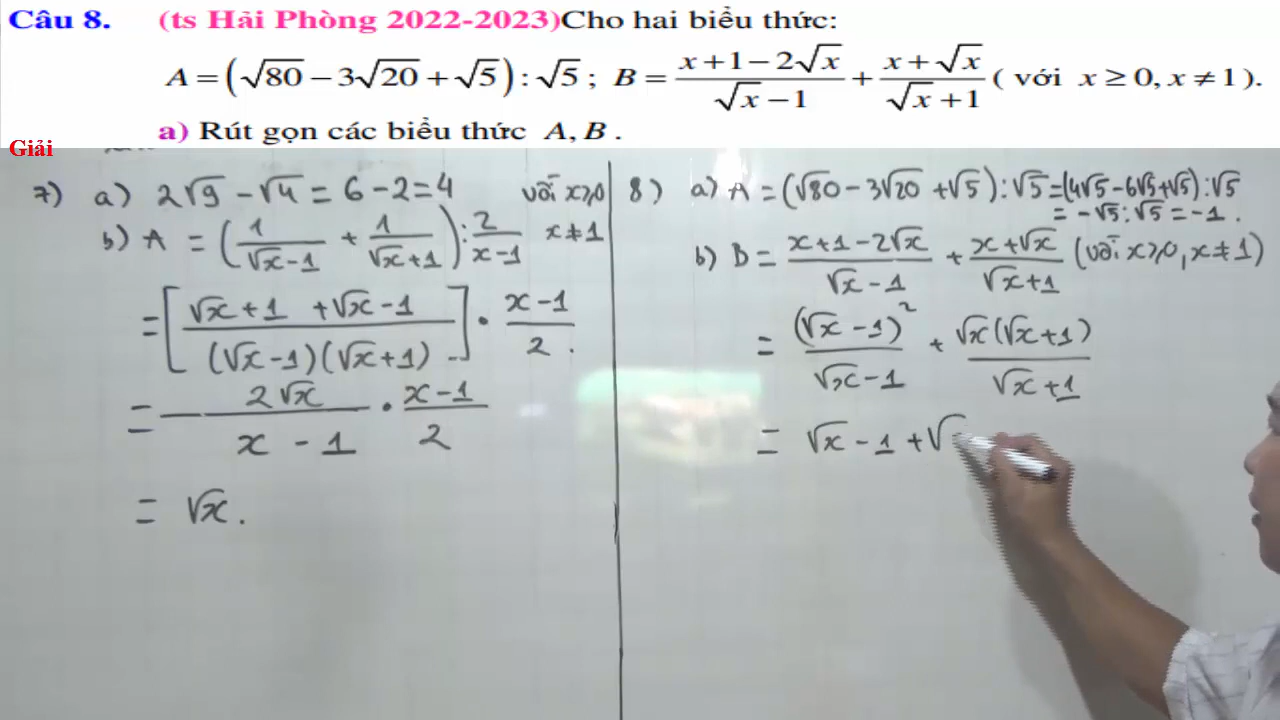 Câu 8. (ts Hải Phòng 2022-2023)Cho hai biểu thức:
A = (√80 − 3√20 + √5) : √5 ; B = (x + 1 − 2√x)/(√x − 1) + (x + √x)/(√x + 1) ( với x ≥ 0, x ≠ 1 ).
a) Rút gọn các biểu thức A, B .
Giải
7) a) 2√9 − √4 = 6 − 2 = 4 với x ≥ 0
b) A = (1/(√x − 1) + 1/(√x + 1)) : 2/(x − 1) x ≠ 1
= [(√x + 1 + √x − 1)/((√x − 1)(√x + 1))] · (x − 1)/2 .
= (2√x)/(x − 1) · (x − 1)/2
= √x .
8) a) A = (√80 − 3√20 + √5) : √5 = (4√5 − 6√5 + √5) : √5
= − √5 : √5 = −1 .
b) B = (x + 1 − 2√x)/(√x − 1) + (x + √x)/(√x + 1) (với x ≥ 0, x ≠ 1)
= (√x − 1)²/(√x − 1) + √x(√x + 1)/(√x + 1)
= √x − 1 + √